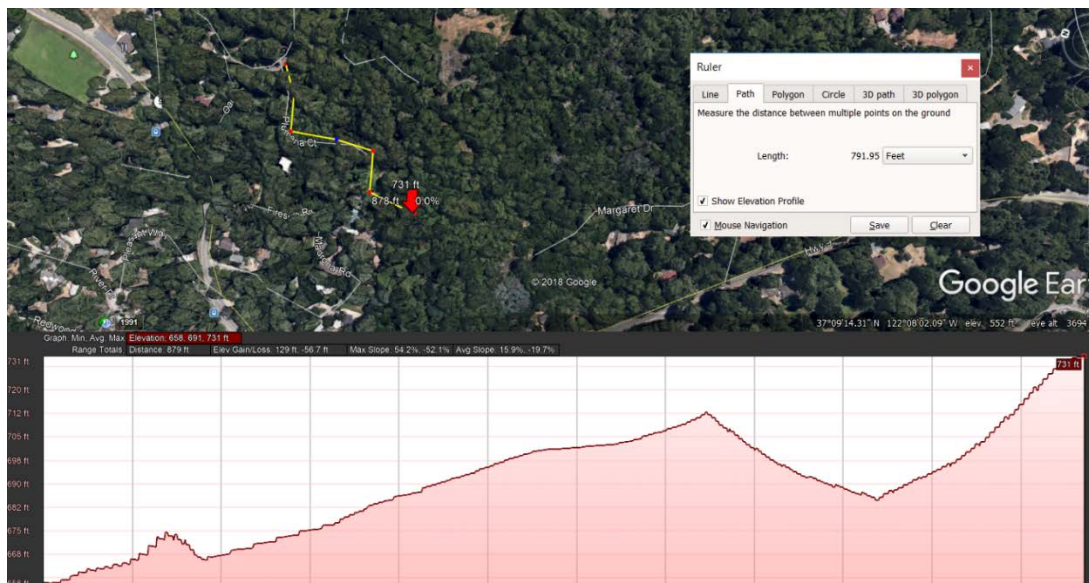 Ruler
Line Path Polygon Circle 3D path 3D polygon
Measure the distance between multiple points on the ground
Length: 791.95 Feet
Show Elevation Profile
Mouse Navigation Save Clear
731 ft
878 ft 0.0%
Margaret Dr
© 2018 Google
Google Ear
1991
37°09'14.31" N 122°08'02.09" W elev 552 ft eye alt 3694
Graph: Min, Avg, Max Elevation: 658, 691, 731 ft
Range Totals: Distance: 879 ft Elev Gain/Loss: 129 ft, -56.7 ft Max Slope: 54.2%, -52.1% Avg Slope: 15.9%, -19.7%
731 ft
731 ft
720 ft
712 ft
705 ft
698 ft
690 ft
682 ft
675 ft
668 ft